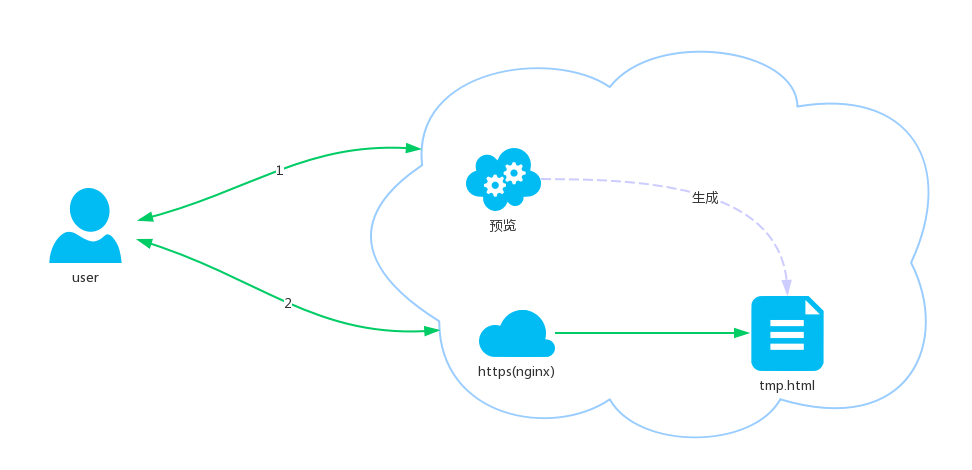 1
生成
预览
user
2
https(nginx)
tmp.html